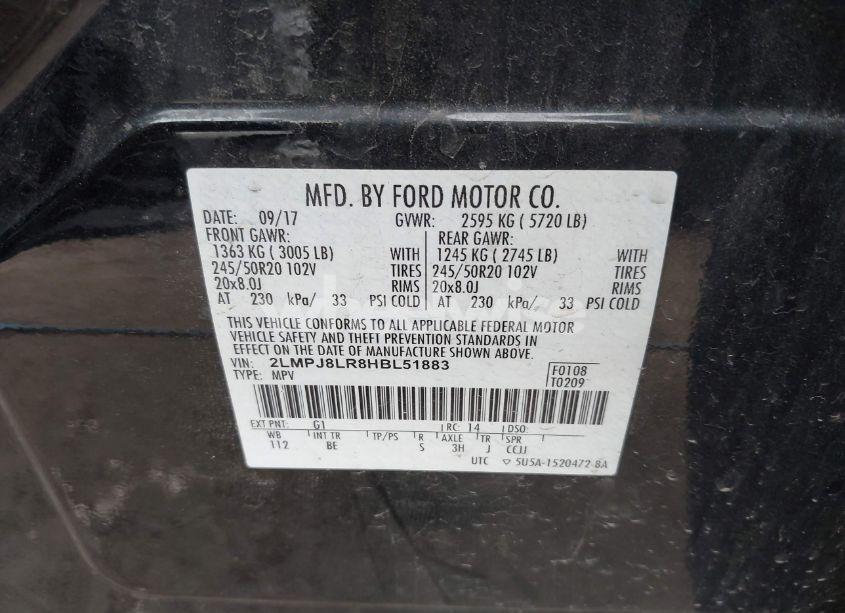 MFD. BY FORD MOTOR CO.
DATE: 09/17 GVWR: 2595 KG ( 5720 LB)
FRONT GAWR: REAR GAWR:
1363 KG ( 3005 LB) WITH 1245 KG ( 2745 LB) WITH
245/50R20 102V TIRES 245/50R20 102V TIRES
20x8.0J RIMS 20x8.0J RIMS
AT 230 kPa/ 33 PSI COLD AT 230 kPa/ 33 PSI COLD
THIS VEHICLE CONFORMS TO ALL APPLICABLE FEDERAL MOTOR
VEHICLE SAFETY AND THEFT PREVENTION STANDARDS IN
EFFECT ON THE DATE OF MANUFACTURE SHOWN ABOVE.
VIN: 2LMPJ8LR8HBL51883 F0108
TYPE: MPV T0209
EXT PNT: G1 RC: 14 DSO:
WB INT TR TP/PS R AXLE TR SPR
112 BE S 3H J CCJJ
UTC ▽ 5U5A-1520472-BA